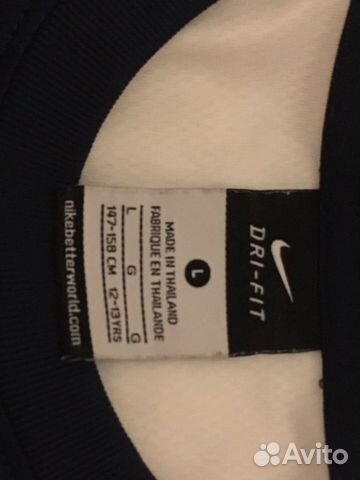 DRI-FIT
L
MADE IN THAILAND
FABRIQUE EN THAILANDE
L G G
147-158 CM 12-13YRS
nikebetterworld.com
Avito